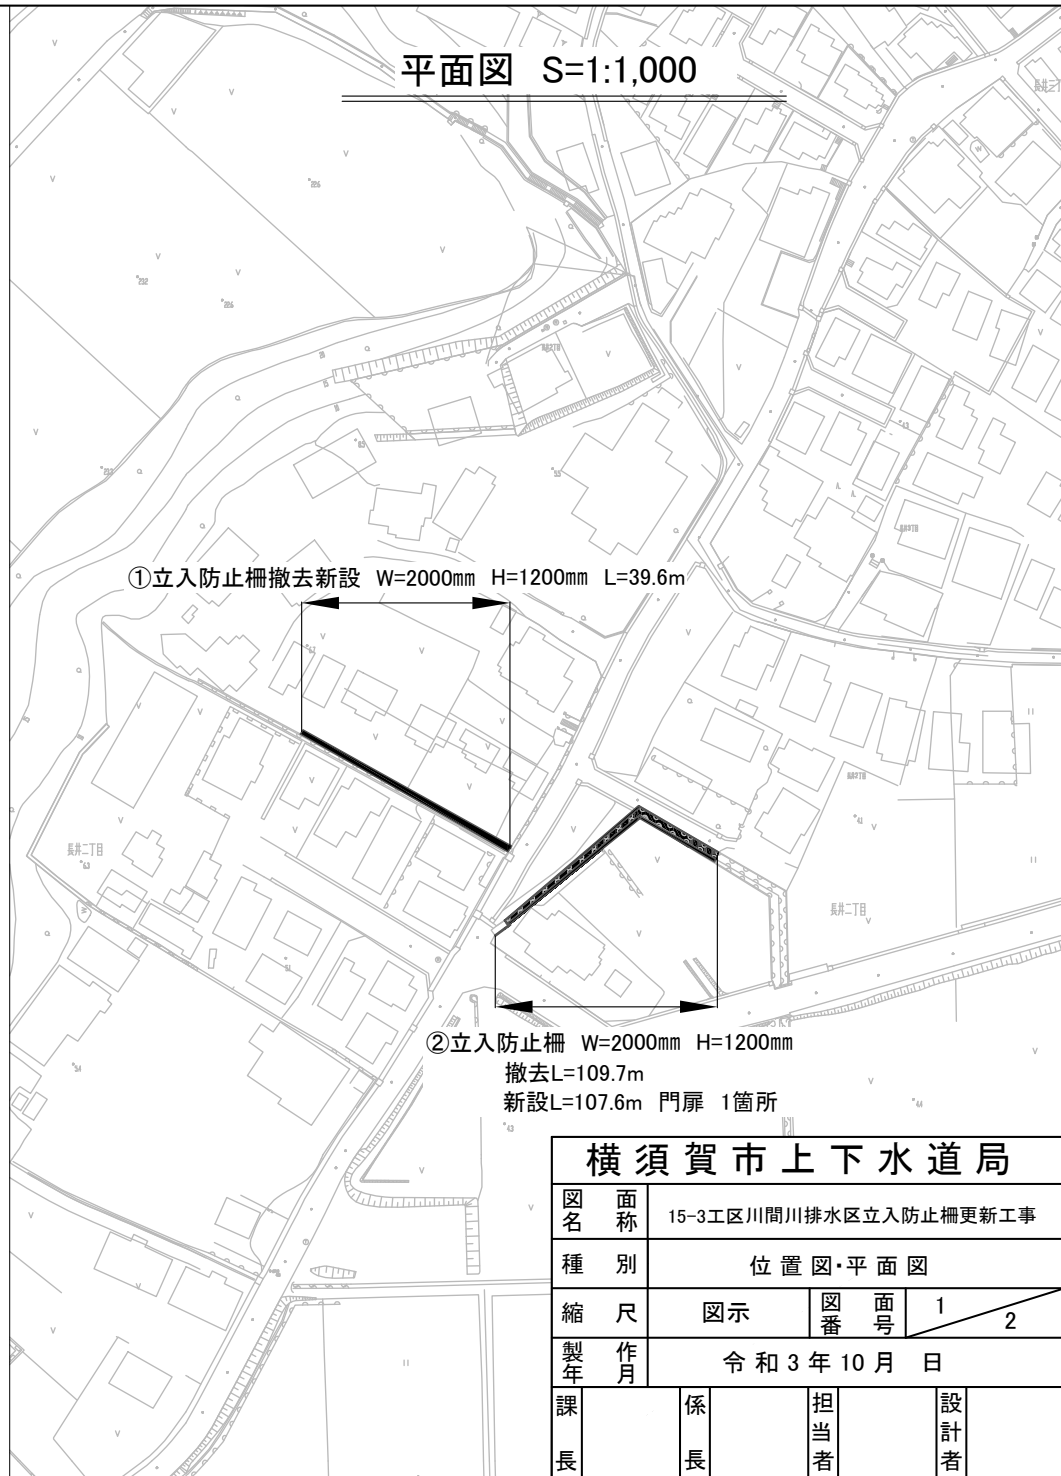 平面図 S=1:1,000
①立入防止柵撤去新設 W=2000mm H=1200mm L=39.6m
長井二丁目
長井二丁目
②立入防止柵 W=2000mm H=1200mm
撤去L=109.7m
新設L=107.6m 門扉 1箇所
横須賀市上下水道局
図面名称 15-3工区川間川排水区立入防止柵更新工事
種別 位置図・平面図
縮尺 図示 図面番号 1/2
製作年月 令和3年10月 日
課長 係長 担当者 設計者